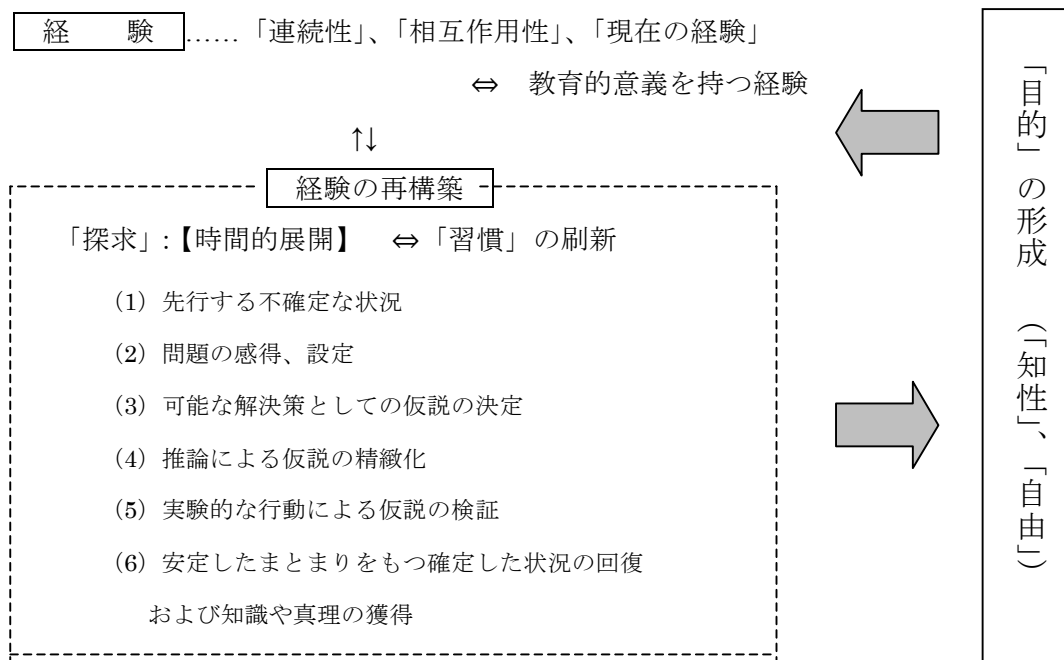 経　　験……「連続性」、「相互作用性」、「現在の経験」
⇔　教育的意義を持つ経験
↑↓
経験の再構築
「探求」:【時間的展開】　⇔「習慣」の刷新
（1）先行する不確定な状況
（2）問題の感得、設定
（3）可能な解決策としての仮説の決定
（4）推論による仮説の精緻化
（5）実験的な行動による仮説の検証
（6）安定したまとまりをもつ確定した状況の回復
および知識や真理の獲得
「目的」の形成　（「知性」、「自由」）